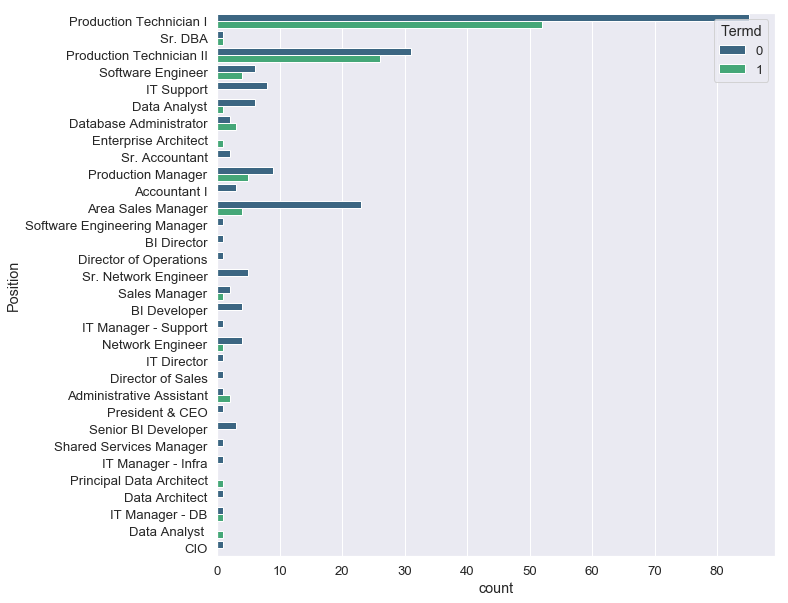 Production Technician I
Sr. DBA
Production Technician II
Software Engineer
IT Support
Data Analyst
Database Administrator
Enterprise Architect
Sr. Accountant
Production Manager
Accountant I
Area Sales Manager
Software Engineering Manager
BI Director
Director of Operations
Sr. Network Engineer
Sales Manager
BI Developer
IT Manager - Support
Network Engineer
IT Director
Director of Sales
Administrative Assistant
President & CEO
Senior BI Developer
Shared Services Manager
IT Manager - Infra
Principal Data Architect
Data Architect
IT Manager - DB
Data Analyst
CIO
Position
0 10 20 30 40 50 60 70 80
count
Termd
0
1